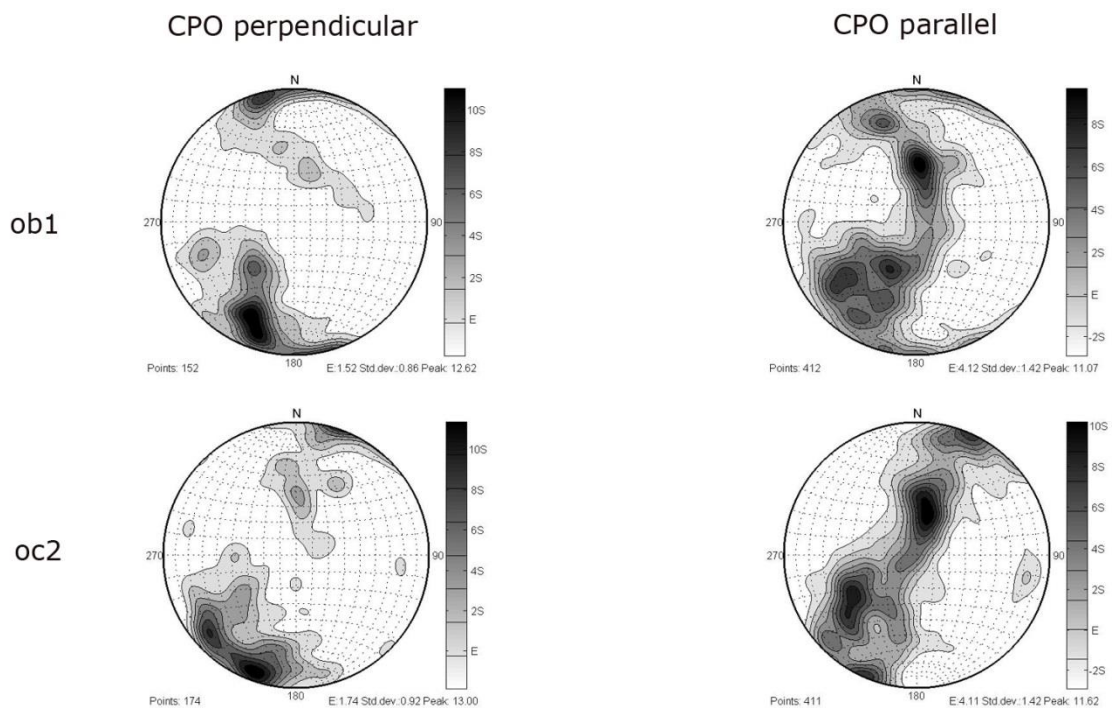 CPO perpendicular
CPO parallel
ob1
N
270
90
180
10S
8S
6S
4S
2S
E
Points: 152
E:1.52 Std.dev.:0.86 Peak: 12.62
N
270
90
180
8S
6S
4S
2S
E
-2S
Points: 412
E:4.12 Std.dev.:1.42 Peak: 11.07
oc2
N
270
90
180
10S
8S
6S
4S
2S
E
Points: 174
E:1.74 Std.dev.:0.92 Peak: 13.00
N
270
90
180
10S
8S
6S
4S
2S
E
-2S
Points: 411
E:4.11 Std.dev.:1.42 Peak: 11.62